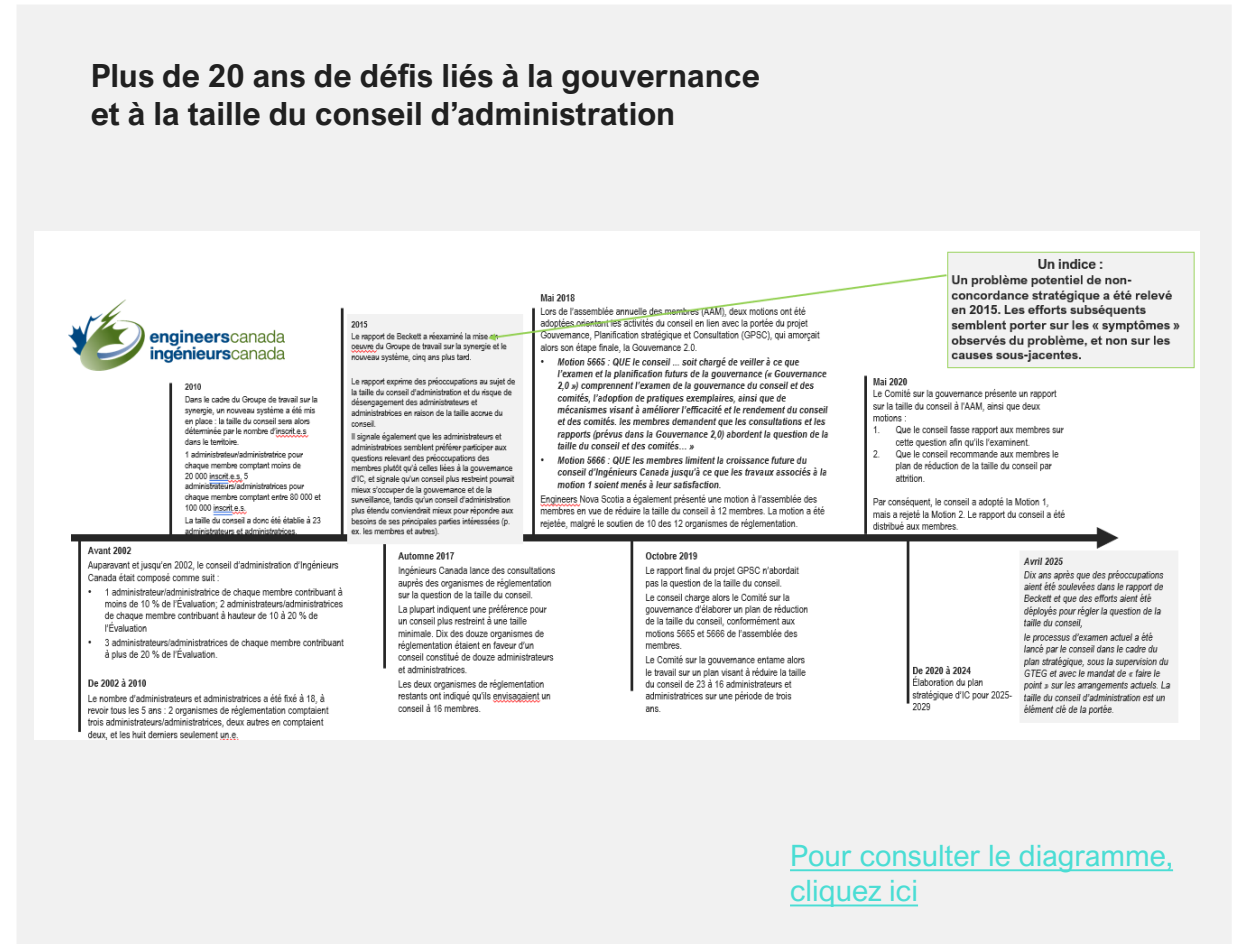 Plus de 20 ans de défis liés à la gouvernance
et à la taille du conseil d’administration
Un indice :
Un problème potentiel de non-
concordance stratégique a été relevé
en 2015. Les efforts subséquents
semblent porter sur les « symptômes »
observés du problème, et non sur les
causes sous-jacentes.
engineerscanada
ingénieurscanada
2010
Dans le cadre du Groupe de travail sur la
synergie, un nouveau système a été mis
en place : la taille du conseil sera alors
déterminée par le nombre d’inscrit.e.s
dans le territoire.
1 administrateur/administratrice pour
chaque membre comptant moins de
20 000 inscrit.e.s, 5
administrateurs/administratrices pour
chaque membre comptant entre 80 000 et
100 000 inscrit.e.s.
La taille du conseil a donc été établie à 23
administrateurs et administratrices.
2015
Le rapport de Beckett a réexaminé la mise en
oeuvre du Groupe de travail sur la synergie et le
nouveau système, cinq ans plus tard.
Le rapport exprime des préoccupations au sujet de
la taille du conseil d’administration et du risque de
désengagement des administrateurs et
administratrices en raison de la taille accrue du
conseil.
Il signale également que les administrateurs et
administratrices semblent préférer participer aux
questions relevant des préoccupations des
membres plutôt qu’à celles liées à la gouvernance
d’IC, et signale qu’un conseil plus restreint pourrait
mieux s’occuper de la gouvernance et de la
surveillance, tandis qu’un conseil d’administration
plus étendu conviendrait mieux pour répondre aux
besoins de ses principales parties intéressées (p.
ex. les membres et autres).
Mai 2018
Lors de l’assemblée annuelle des membres (AAM), deux motions ont été
adoptées orientant les activités du conseil en lien avec la portée du projet
Gouvernance, Planification stratégique et Consultation (GPSC), qui amorçait
alors son étape finale, la Gouvernance 2.0.
• Motion 5665 : QUE le conseil ... soit chargé de veiller à ce que
l’examen et la planification futurs de la gouvernance (« Gouvernance
2,0 ») comprennent l’examen de la gouvernance du conseil et des
comités, l’adoption de pratiques exemplaires, ainsi que de
mécanismes visant à améliorer l’efficacité et le rendement du conseil
et des comités. les membres demandent que les consultations et les
rapports (prévus dans la Gouvernance 2,0) abordent la question de la
taille du conseil et des comités… »
• Motion 5666 : QUE les membres limitent la croissance future du
conseil d’Ingénieurs Canada jusqu’à ce que les travaux associés à la
motion 1 soient menés à leur satisfaction.
Engineers Nova Scotia a également présenté une motion à l’assemblée des
membres en vue de réduire la taille du conseil à 12 membres. La motion a été
rejetée, malgré le soutien de 10 des 12 organismes de réglementation.
Mai 2020
Le Comité sur la gouvernance présente un rapport
sur la taille du conseil à l’AAM, ainsi que deux
motions :
1. Que le conseil fasse rapport aux membres sur
cette question afin qu’ils l’examinent.
2. Que le conseil recommande aux membres le
plan de réduction de la taille du conseil par
attrition.
Par conséquent, le conseil a adopté la Motion 1,
mais a rejeté la Motion 2. Le rapport du conseil a été
distribué aux membres.
Avant 2002
Auparavant et jusqu’en 2002, le conseil d’administration d’Ingénieurs
Canada était composé comme suit :
• 1 administrateur/administratrice de chaque membre contribuant à
moins de 10 % de l’Évaluation; 2 administrateurs/administratrices
de chaque membre contribuant à hauteur de 10 à 20 % de
l’Évaluation
• 3 administrateurs/administratrices de chaque membre contribuant
à plus de 20 % de l’Évaluation.
De 2002 à 2010
Le nombre d’administrateurs et administratrices a été fixé à 18, à
revoir tous les 5 ans : 2 organismes de réglementation comptaient
trois administrateurs/administratrices, deux autres en comptaient
deux, et les huit derniers seulement un.e.
Automne 2017
Ingénieurs Canada lance des consultations
auprès des organismes de réglementation
sur la question de la taille du conseil.
La plupart indiquent une préférence pour
un conseil plus restreint à une taille
minimale. Dix des douze organismes de
réglementation étaient en faveur d’un
conseil constitué de douze administrateurs
et administratrices.
Les deux organismes de réglementation
restants ont indiqué qu’ils envisagaient un
conseil à 16 membres.
Octobre 2019
Le rapport final du projet GPSC n’abordait
pas la question de la taille du conseil.
Le conseil charge alors le Comité sur la
gouvernance d’élaborer un plan de réduction
de la taille du conseil, conformément aux
motions 5665 et 5666 de l’assemblée des
membres.
Le Comité sur la gouvernance entame alors
le travail sur un plan visant à réduire la taille
du conseil de 23 à 16 administrateurs et
administratrices sur une période de trois
ans.
De 2020 à 2024
Élaboration du plan
stratégique d’IC pour 2025-
2029
Avril 2025
Dix ans après que des préoccupations
aient été soulevées dans le rapport de
Beckett et que des efforts aient été
déployés pour régler la question de la
taille du conseil,
le processus d’examen actuel a été
lancé par le conseil dans le cadre du
plan stratégique, sous la supervision du
GTEG et avec le mandat de « faire le
point » sur les arrangements actuels. La
taille du conseil d’administration est un
élément clé de la portée.
Pour consulter le diagramme,
cliquez ici